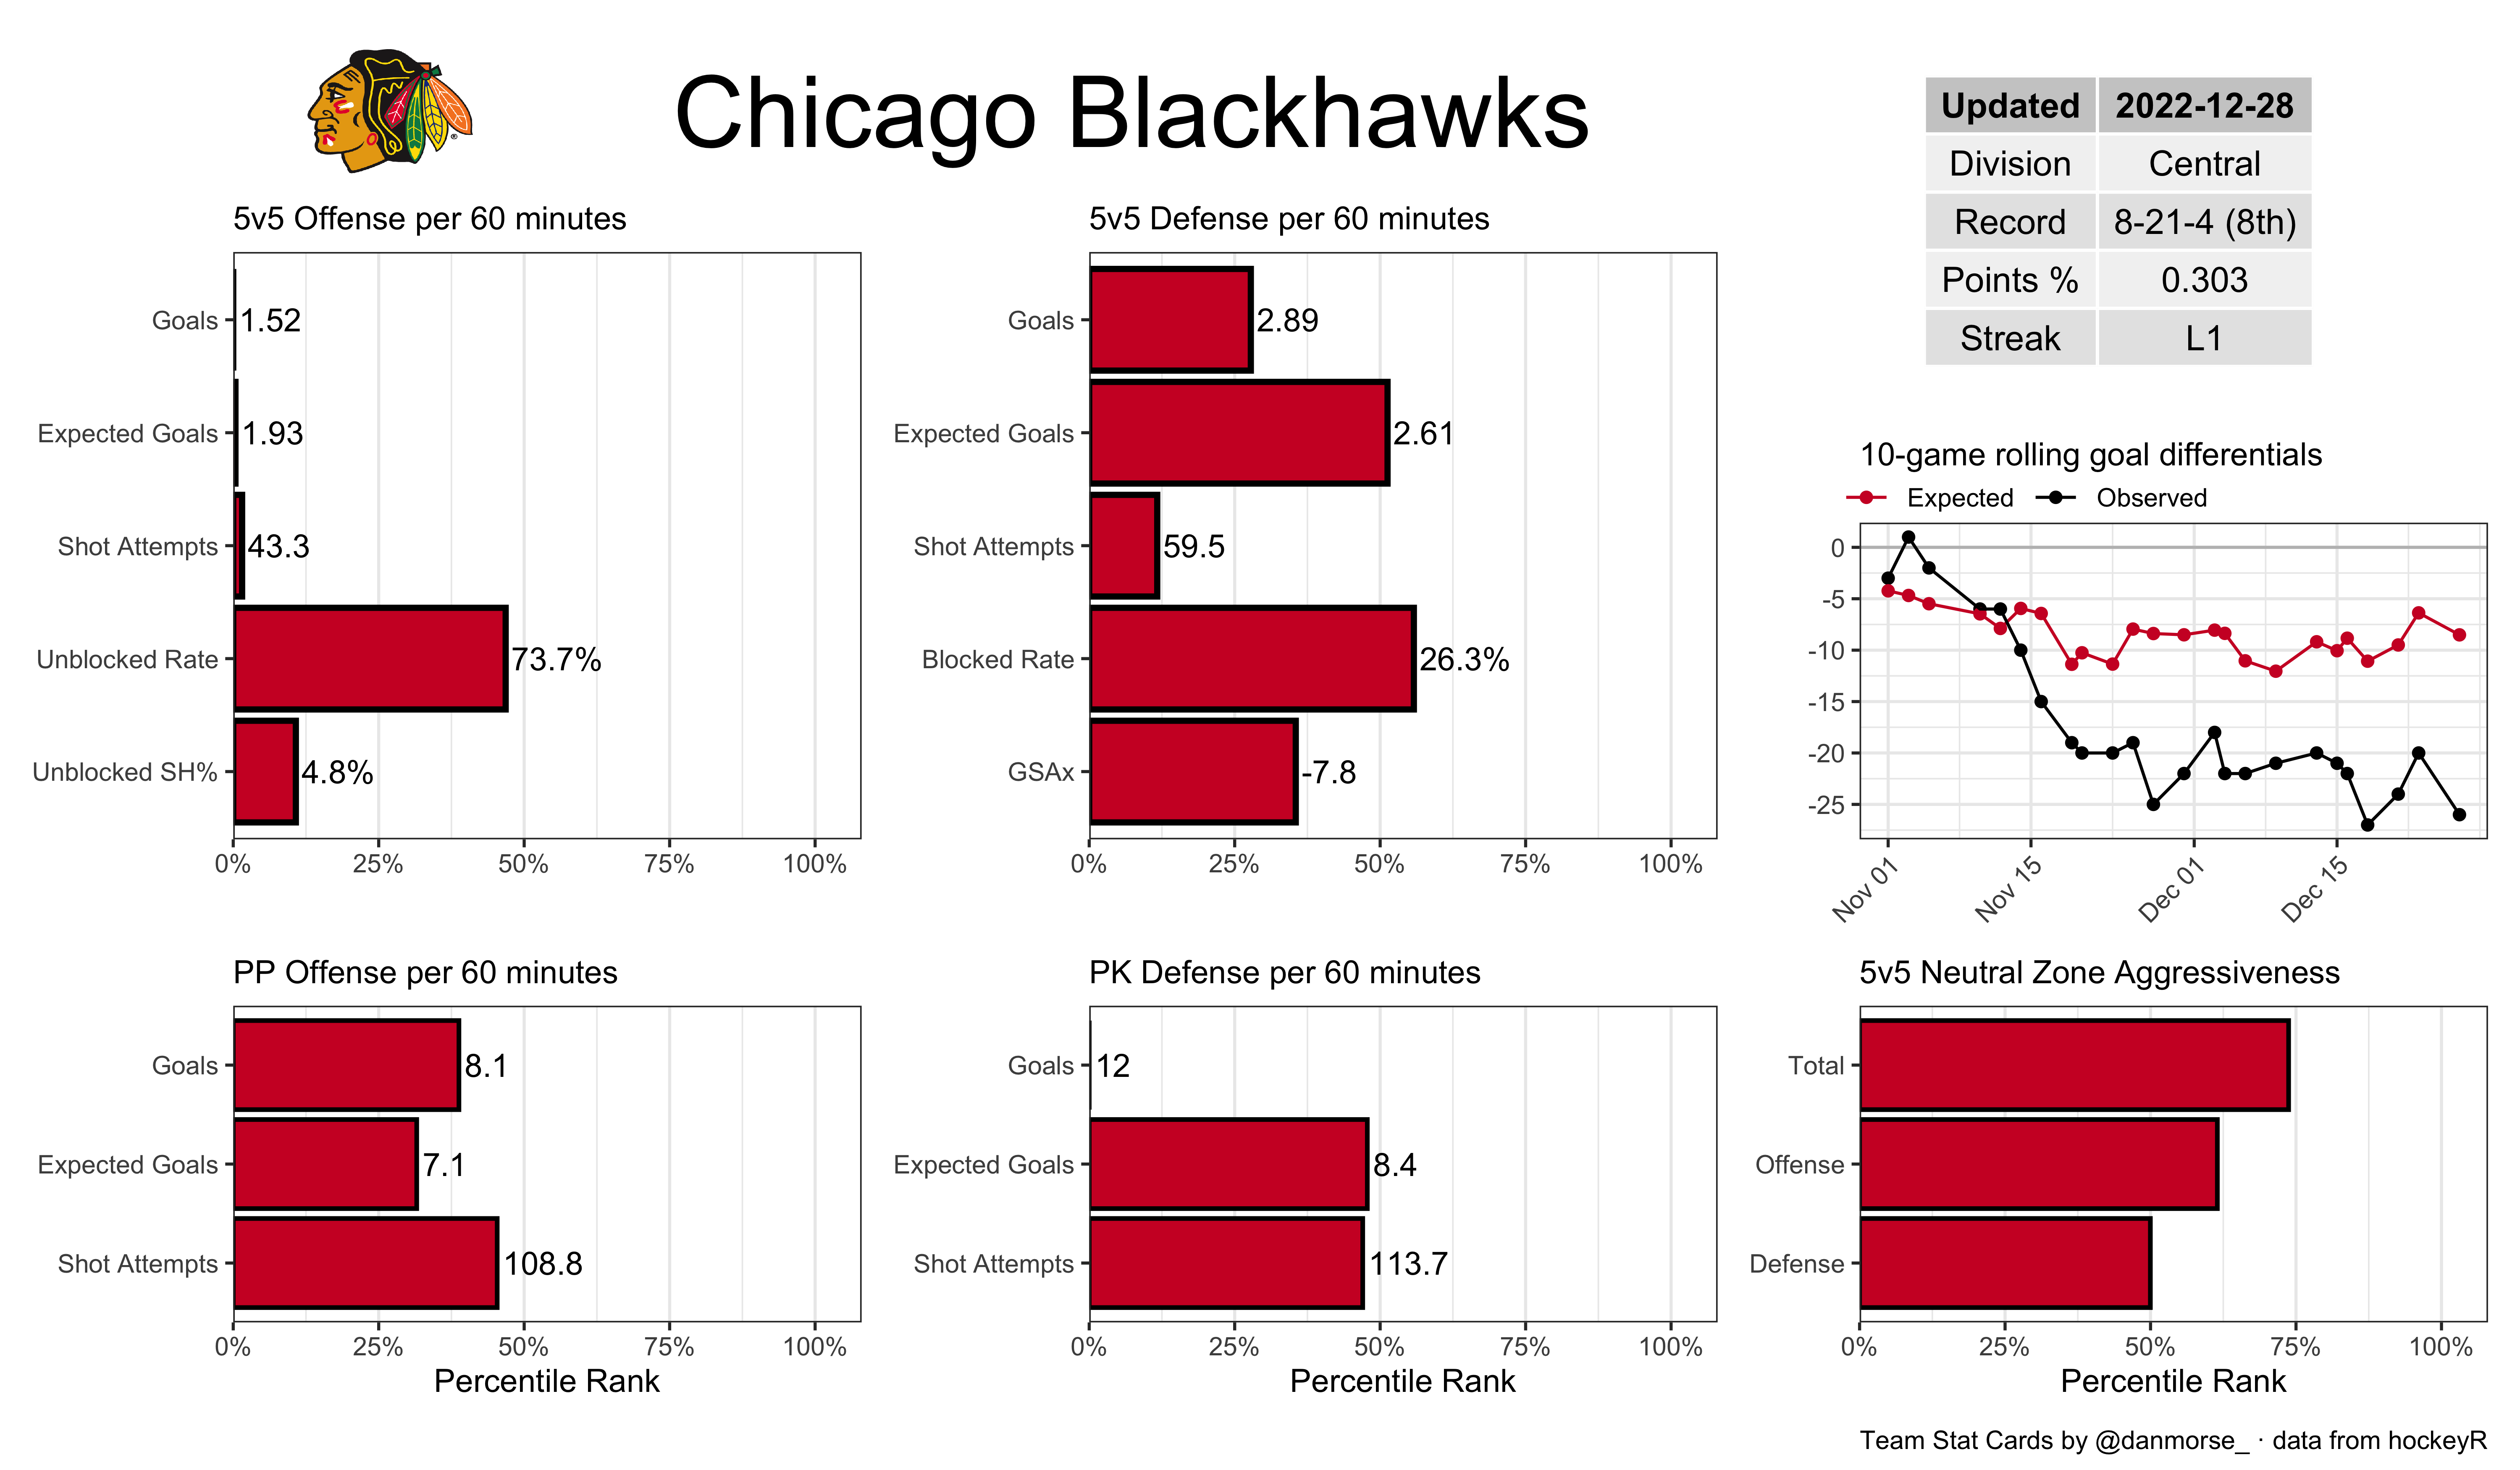 Chicago Blackhawks
Updated 2022-12-28
Division Central
Record 8-21-4 (8th)
Points % 0.303
Streak L1
5v5 Offense per 60 minutes
Goals 1.52
Expected Goals 1.93
Shot Attempts 43.3
Unblocked Rate 73.7%
Unblocked SH% 4.8%
0% 25% 50% 75% 100%
5v5 Defense per 60 minutes
Goals 2.89
Expected Goals 2.61
Shot Attempts 59.5
Blocked Rate 26.3%
GSAx -7.8
0% 25% 50% 75% 100%
10-game rolling goal differentials
Expected Observed
0
-5
-10
-15
-20
-25
Nov 01 Nov 15 Dec 01 Dec 15
PP Offense per 60 minutes
Goals 8.1
Expected Goals 7.1
Shot Attempts 108.8
0% 25% 50% 75% 100%
Percentile Rank
PK Defense per 60 minutes
Goals 12
Expected Goals 8.4
Shot Attempts 113.7
0% 25% 50% 75% 100%
Percentile Rank
5v5 Neutral Zone Aggressiveness
Total
Offense
Defense
0% 25% 50% 75% 100%
Percentile Rank
Team Stat Cards by @danmorse_ · data from hockeyR